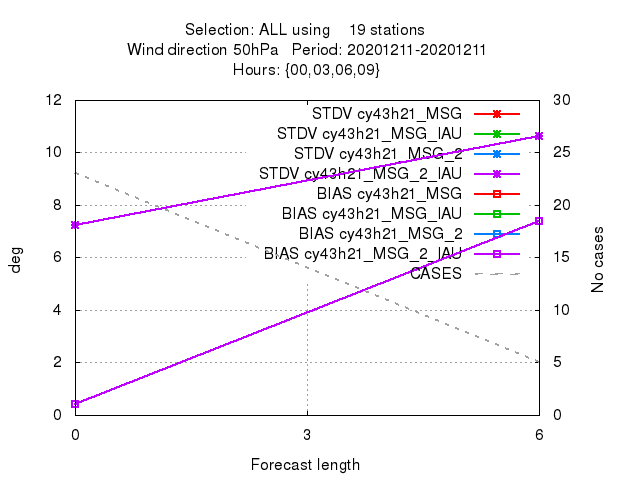 Selection: ALL using    19 stations
Wind direction 50hPa   Period: 20201211-20201211
Hours: {00,03,06,09}
12
30
STDV cy43h21_MSG
STDV cy43h21_MSG_IAU
10
25
STDV cy43h21_MSG_2
STDV cy43h21_MSG_2_IAU
BIAS cy43h21_MSG
8
20
BIAS cy43h21_MSG_IAU
BIAS cy43h21_MSG_2
6
15
BIAS cy43h21_MSG_2_IAU
CASES
deg
No cases
4
10
2
5
0
0
0
3
6
Forecast length